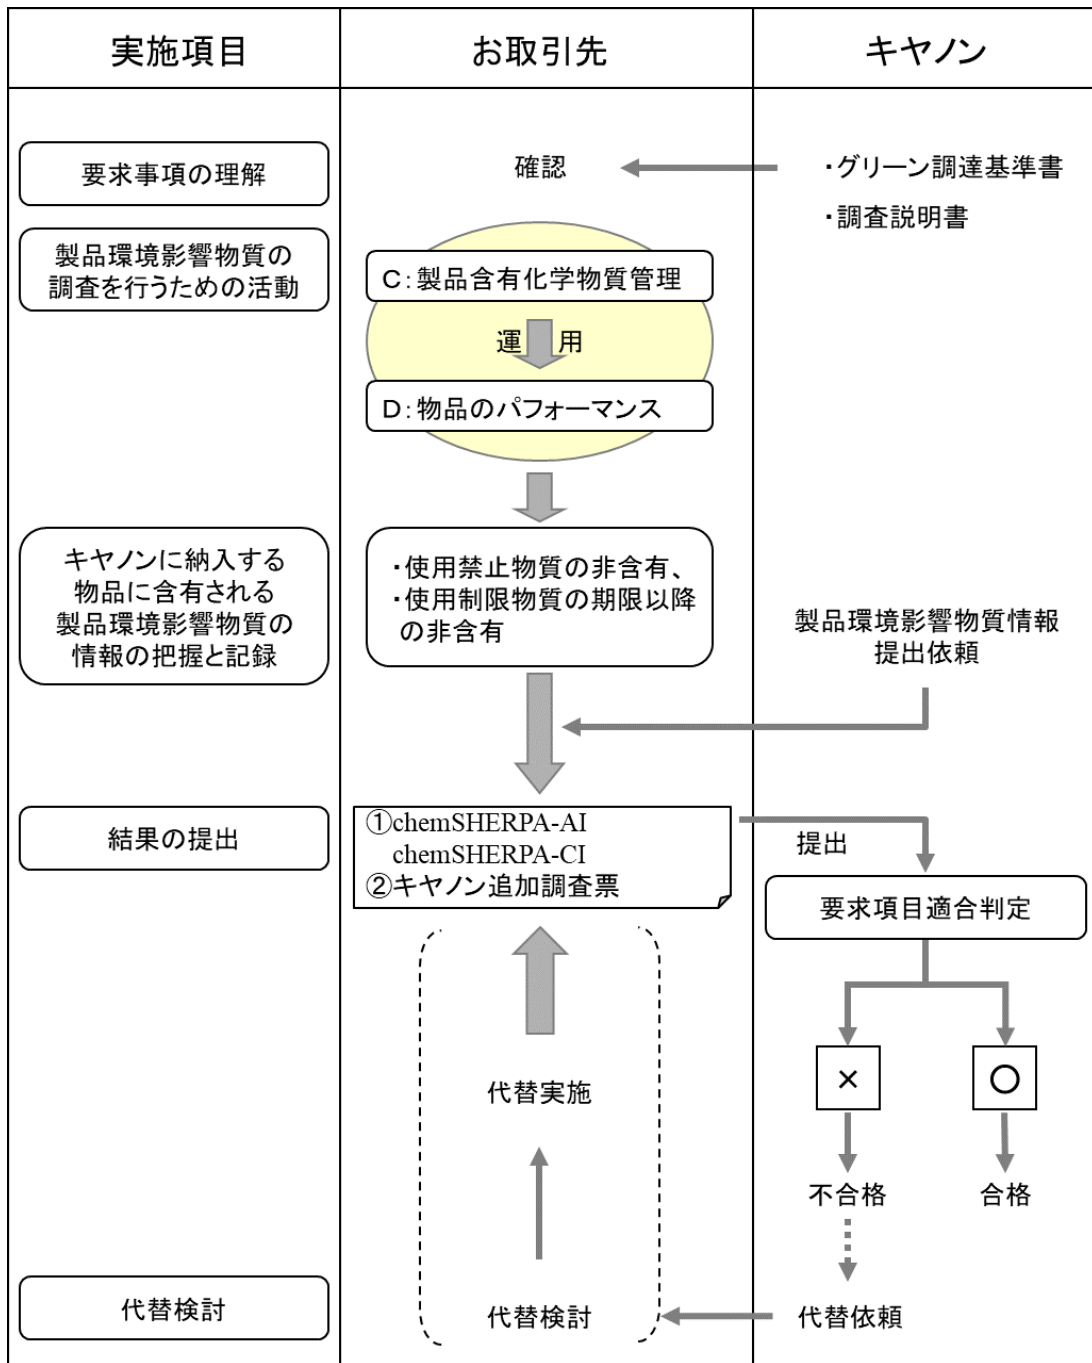 実施項目
お取引先
キヤノン
要求事項の理解
確認
・グリーン調達基準書
・調査説明書
製品環境影響物質の
調査を行うための活動
C:製品含有化学物質管理
運用
D:物品のパフォーマンス
キヤノンに納入する
物品に含有される
製品環境影響物質の
情報の把握と記録
・使用禁止物質の非含有、
・使用制限物質の期限以降
の非含有
製品環境影響物質情報
提出依頼
結果の提出
①chemSHERPA-AI
chemSHERPA-CI
②キヤノン追加調査票
提出
要求項目適合判定
×
○
代替実施
不合格
合格
代替検討
代替検討
代替依頼